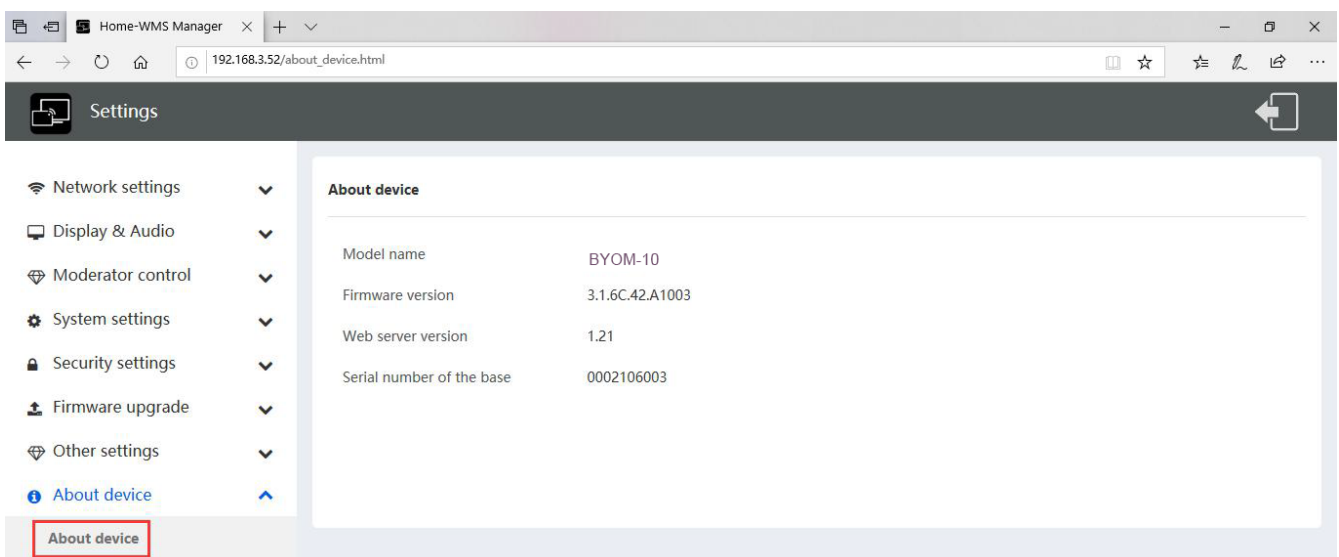 Home-WMS Manager
192.168.3.52/about_device.html
Settings
Network settings
Display & Audio
Moderator control
System settings
Security settings
Firmware upgrade
Other settings
About device
About device
About device
Model name BYOM-10
Firmware version 3.1.6C.42.A1003
Web server version 1.21
Serial number of the base 0002106003